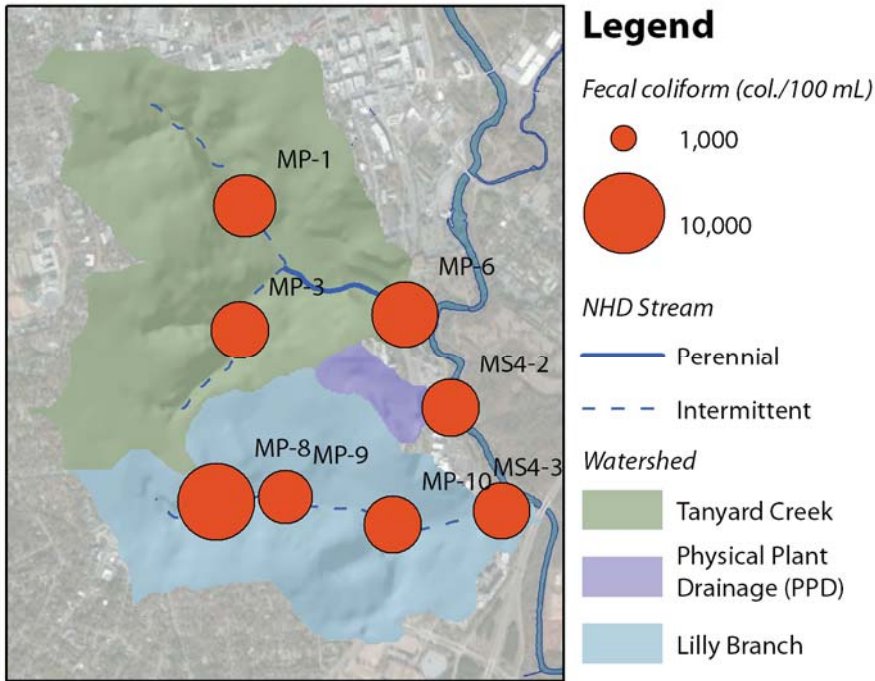 MP-1
MP-6
MP-3
MS4-2
MP-8
MP-9
MP-10
MS4-3
Legend
Fecal coliform (col./100 mL)
1,000
10,000
NHD Stream
Perennial
Intermittent
Watershed
Tanyard Creek
Physical Plant
Drainage (PPD)
Lilly Branch